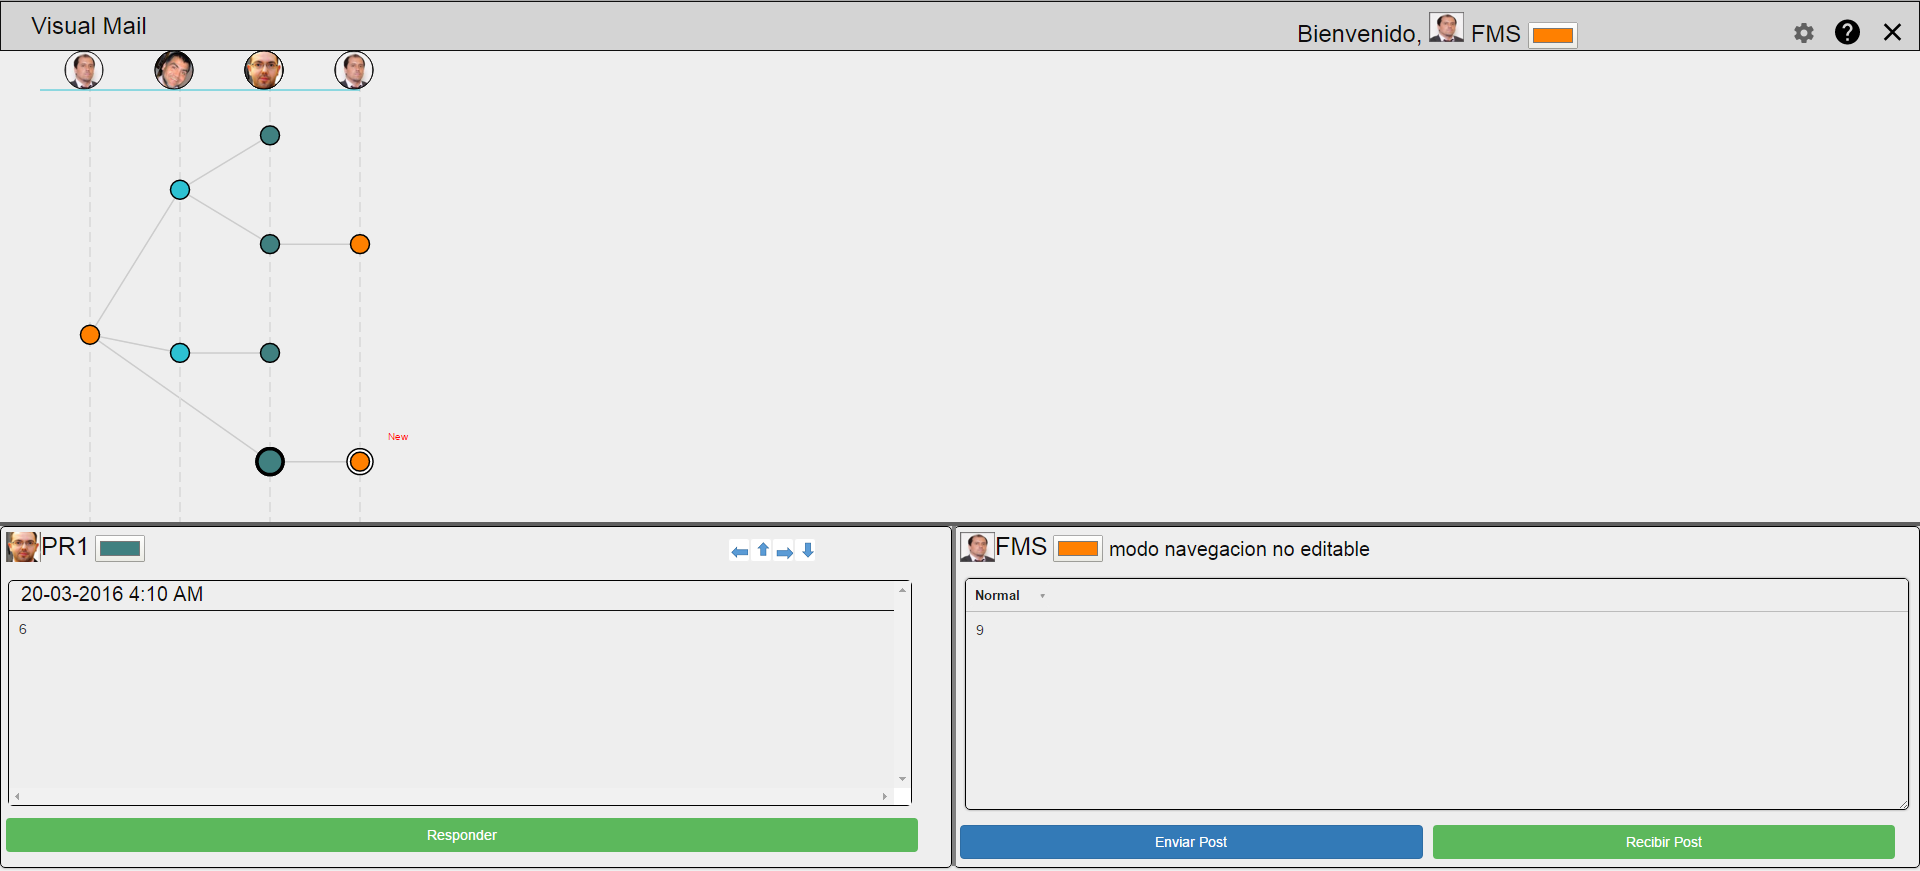 Visual Mail
Bienvenido, FMS
New
PR1
20-03-2016 4:10 AM
6
Responder
FMS modo navegacion no editable
Normal
9
Enviar Post
Recibir Post